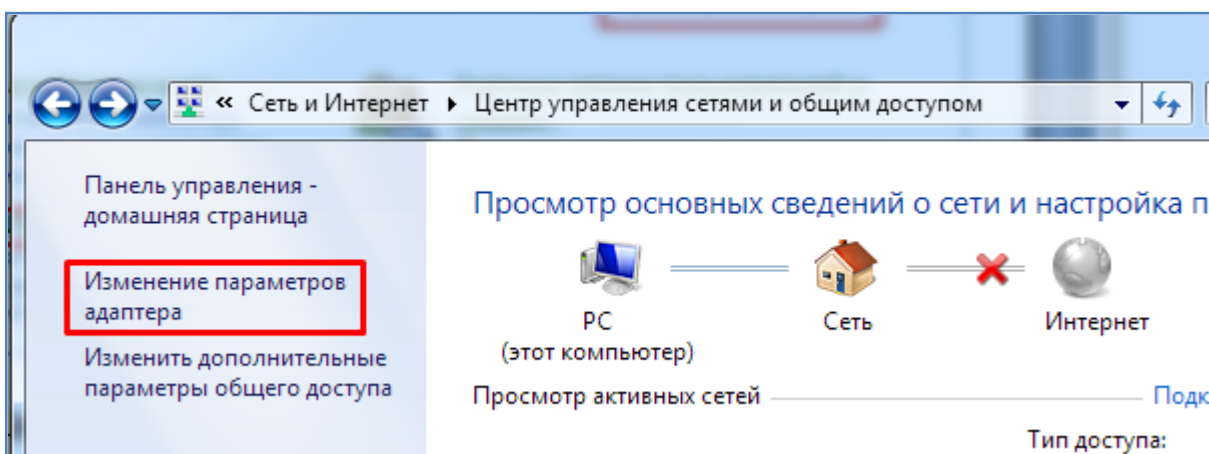 « Сеть и Интернет ▸ Центр управления сетями и общим доступом
Панель управления -
домашняя страница
Изменение параметров
адаптера
Изменить дополнительные
параметры общего доступа
Просмотр основных сведений о сети и настройка п
PC
(этот компьютер)
Сеть
Интернет
Просмотр активных сетей
Подк
Тип доступа: